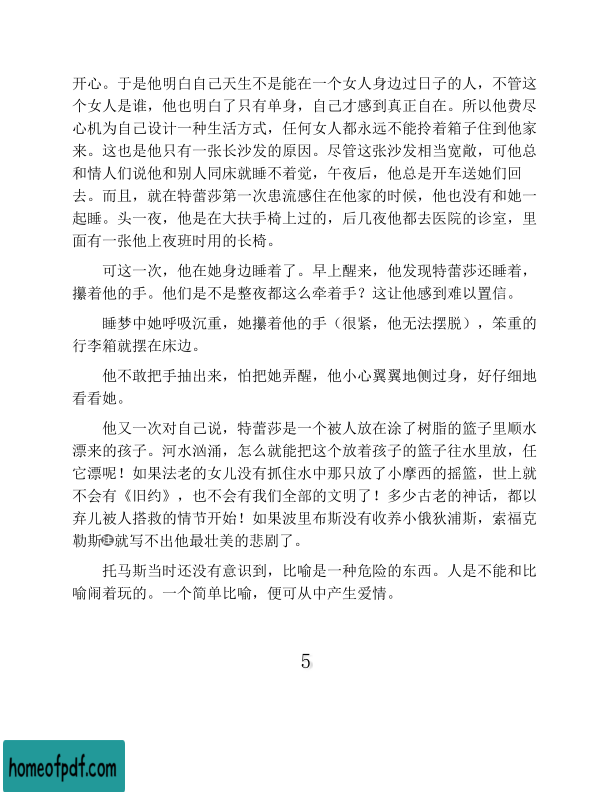 开心。于是他明白自己天生不是能在一个女人身边过日子的人，不管这
个女人是谁，他也明白了只有单身，自己才感到真正自在。所以他费尽
心机为自己设计一种生活方式，任何女人都永远不能拎着箱子住到他家
来。这也是他只有一张长沙发的原因。尽管这张沙发相当宽敞，可他总
和情人们说他和别人同床就睡不着觉，午夜后，他总是开车送她们回
去。而且，就在特蕾莎第一次患流感住在他家的时候，他也没有和她一
起睡。头一夜，他是在大扶手椅上过的，后几夜他都去医院的诊室，里
面有一张他上夜班时用的长椅。
可这一次，他在她身边睡着了。早上醒来，他发现特蕾莎还睡着，
攥着他的手。他们是不是整夜都这么牵着手？这让他感到难以置信。
睡梦中她呼吸沉重，她攥着他的手（很紧，他无法摆脱），笨重的
行李箱就摆在床边。
他不敢把手抽出来，怕把她弄醒，他小心翼翼地侧过身，好仔细地
看看她。
他又一次对自己说，特蕾莎是一个被人放在涂了树脂的篮子里顺水
漂来的孩子。河水汹涌，怎么就能把这个放着孩子的篮子往水里放，任
它漂呢！如果法老的女儿没有抓住水中那只放了小摩西的摇篮，世上就
不会有《旧约》，也不会有我们全部的文明了！多少古老的神话，都以
弃儿被人搭救的情节开始！如果波里布斯没有收养小俄狄浦斯，索福克
勒斯注就写不出他最壮美的悲剧了。
托马斯当时还没有意识到，比喻是一种危险的东西。人是不能和比
喻闹着玩的。一个简单比喻，便可从中产生爱情。
5
homeofpdf.com